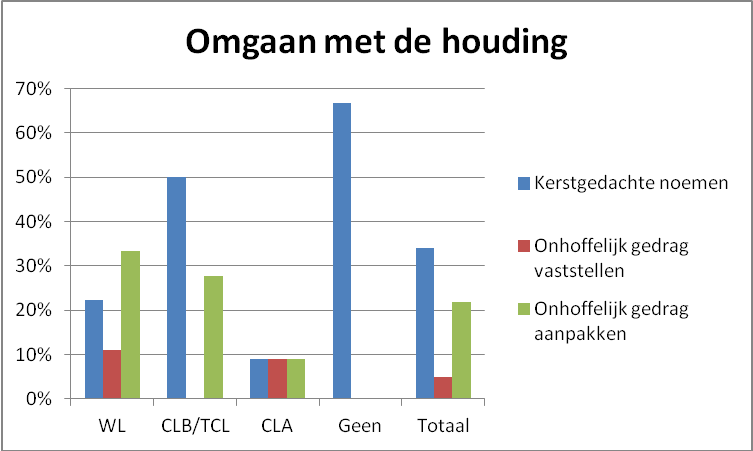 Omgaan met de houding
70%
60%
50%
40%
30%
20%
10%
0%
WL CLB/TCL CLA Geen Totaal
Kerstgedachte noemen
Onhoffelijk gedrag
vaststellen
Onhoffelijk gedrag
aanpakken